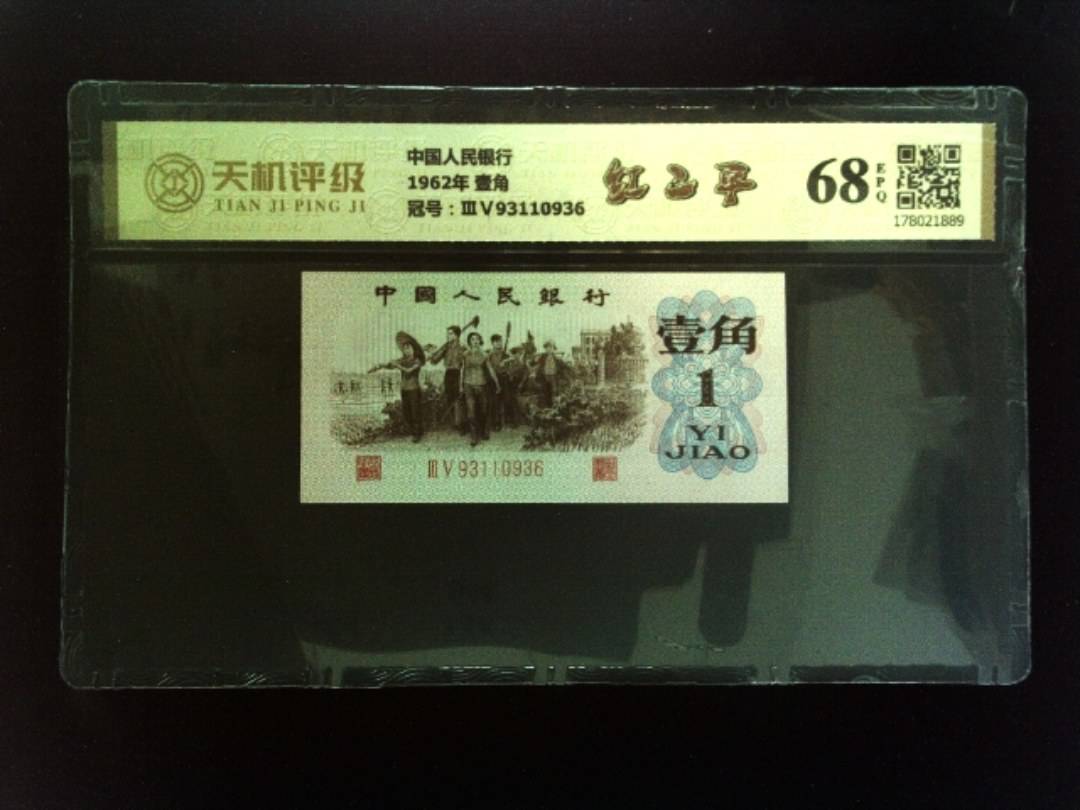 天机评级
TIAN JI PING JI
中国人民银行
1962年 壹角
冠号：ⅢⅤ93110936
红二平
68
EPQ
178021889
中國人民銀行
壹角
1
YI
JIAO
ⅢⅤ93110936